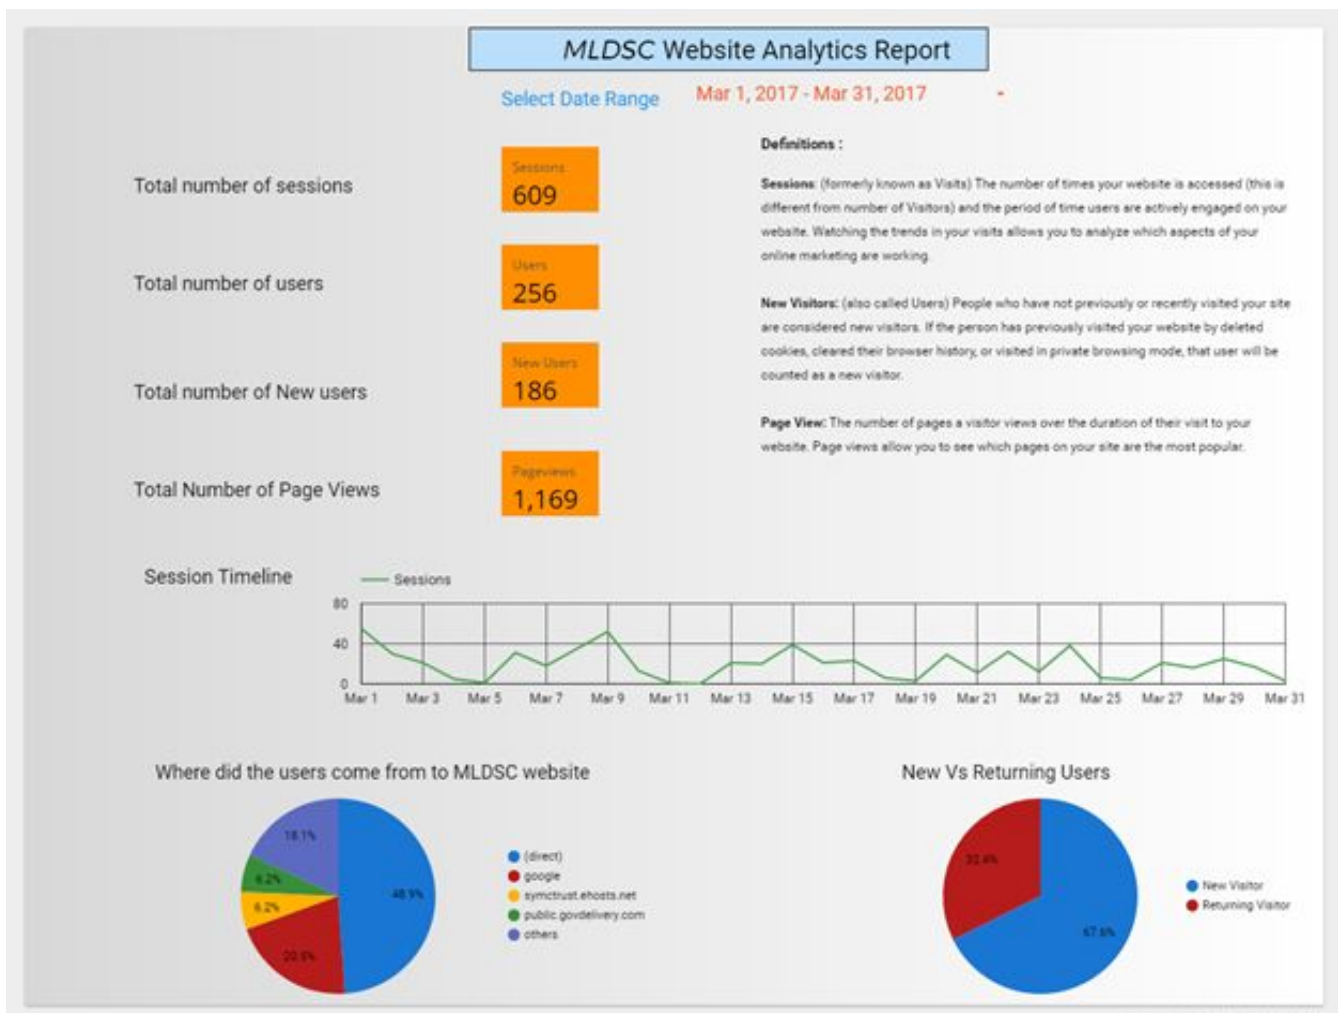 MLDSC Website Analytics Report
Select Date Range
Mar 1, 2017 - Mar 31, 2017
Total number of sessions
Sessions
609
Total number of users
Users
256
Total number of New users
New Users
186
Total Number of Page Views
Pageviews
1,169
Definitions :
Sessions: (formerly known as Visits) The number of times your website is accessed (this is
different from number of Visitors) and the period of time users are actively engaged on your
website. Watching the trends in your visits allows you to analyze which aspects of your
online marketing are working.
New Visitors: (also called Users) People who have not previously or recently visited your site
are considered new visitors. If the person has previously visited your website by deleted
cookies, cleared their browser history, or visited in private browsing mode, that user will be
counted as a new visitor.
Page View: The number of pages a visitor views over the duration of their visit to your
website. Page views allow you to see which pages on your site are the most popular.
Session Timeline
Sessions
80
40
0
Mar 1 Mar 3 Mar 5 Mar 7 Mar 9 Mar 11 Mar 13 Mar 15 Mar 17 Mar 19 Mar 21 Mar 23 Mar 25 Mar 27 Mar 29 Mar 31
Where did the users come from to MLDSC website
18.1%
6.2%
6.2%
48.9%
(direct)
google
symctrust.ehosts.net
public.govdelivery.com
others
New Vs Returning Users
32.4%
67.6%
New Visitor
Returning Visitor